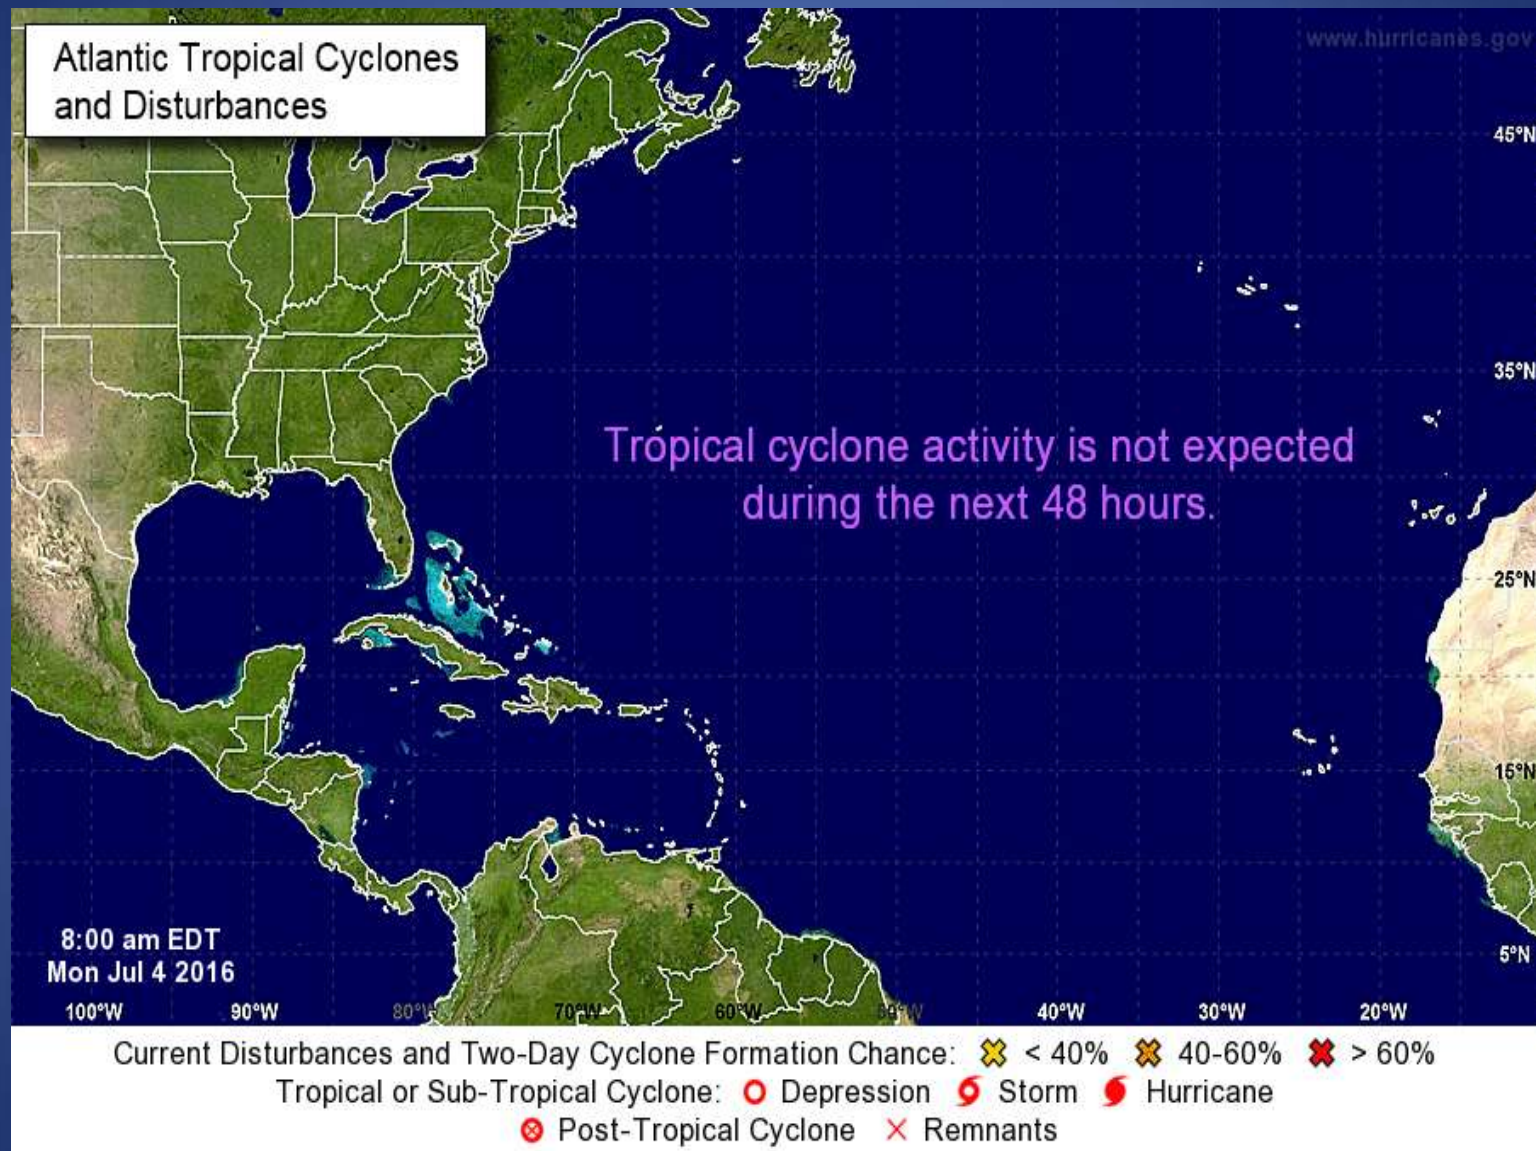 Atlantic Tropical Cyclones
and Disturbances
www.hurricanes.gov
45°N
35°N
Tropical cyclone activity is not expected
during the next 48 hours.
25°N
15°N
8:00 am EDT
Mon Jul 4 2016
5°N
100°W 90°W 80°W 70°W 60°W 50°W 40°W 30°W 20°W
Current Disturbances and Two-Day Cyclone Formation Chance: < 40% 40-60% > 60%
Tropical or Sub-Tropical Cyclone: Depression Storm Hurricane
Post-Tropical Cyclone Remnants